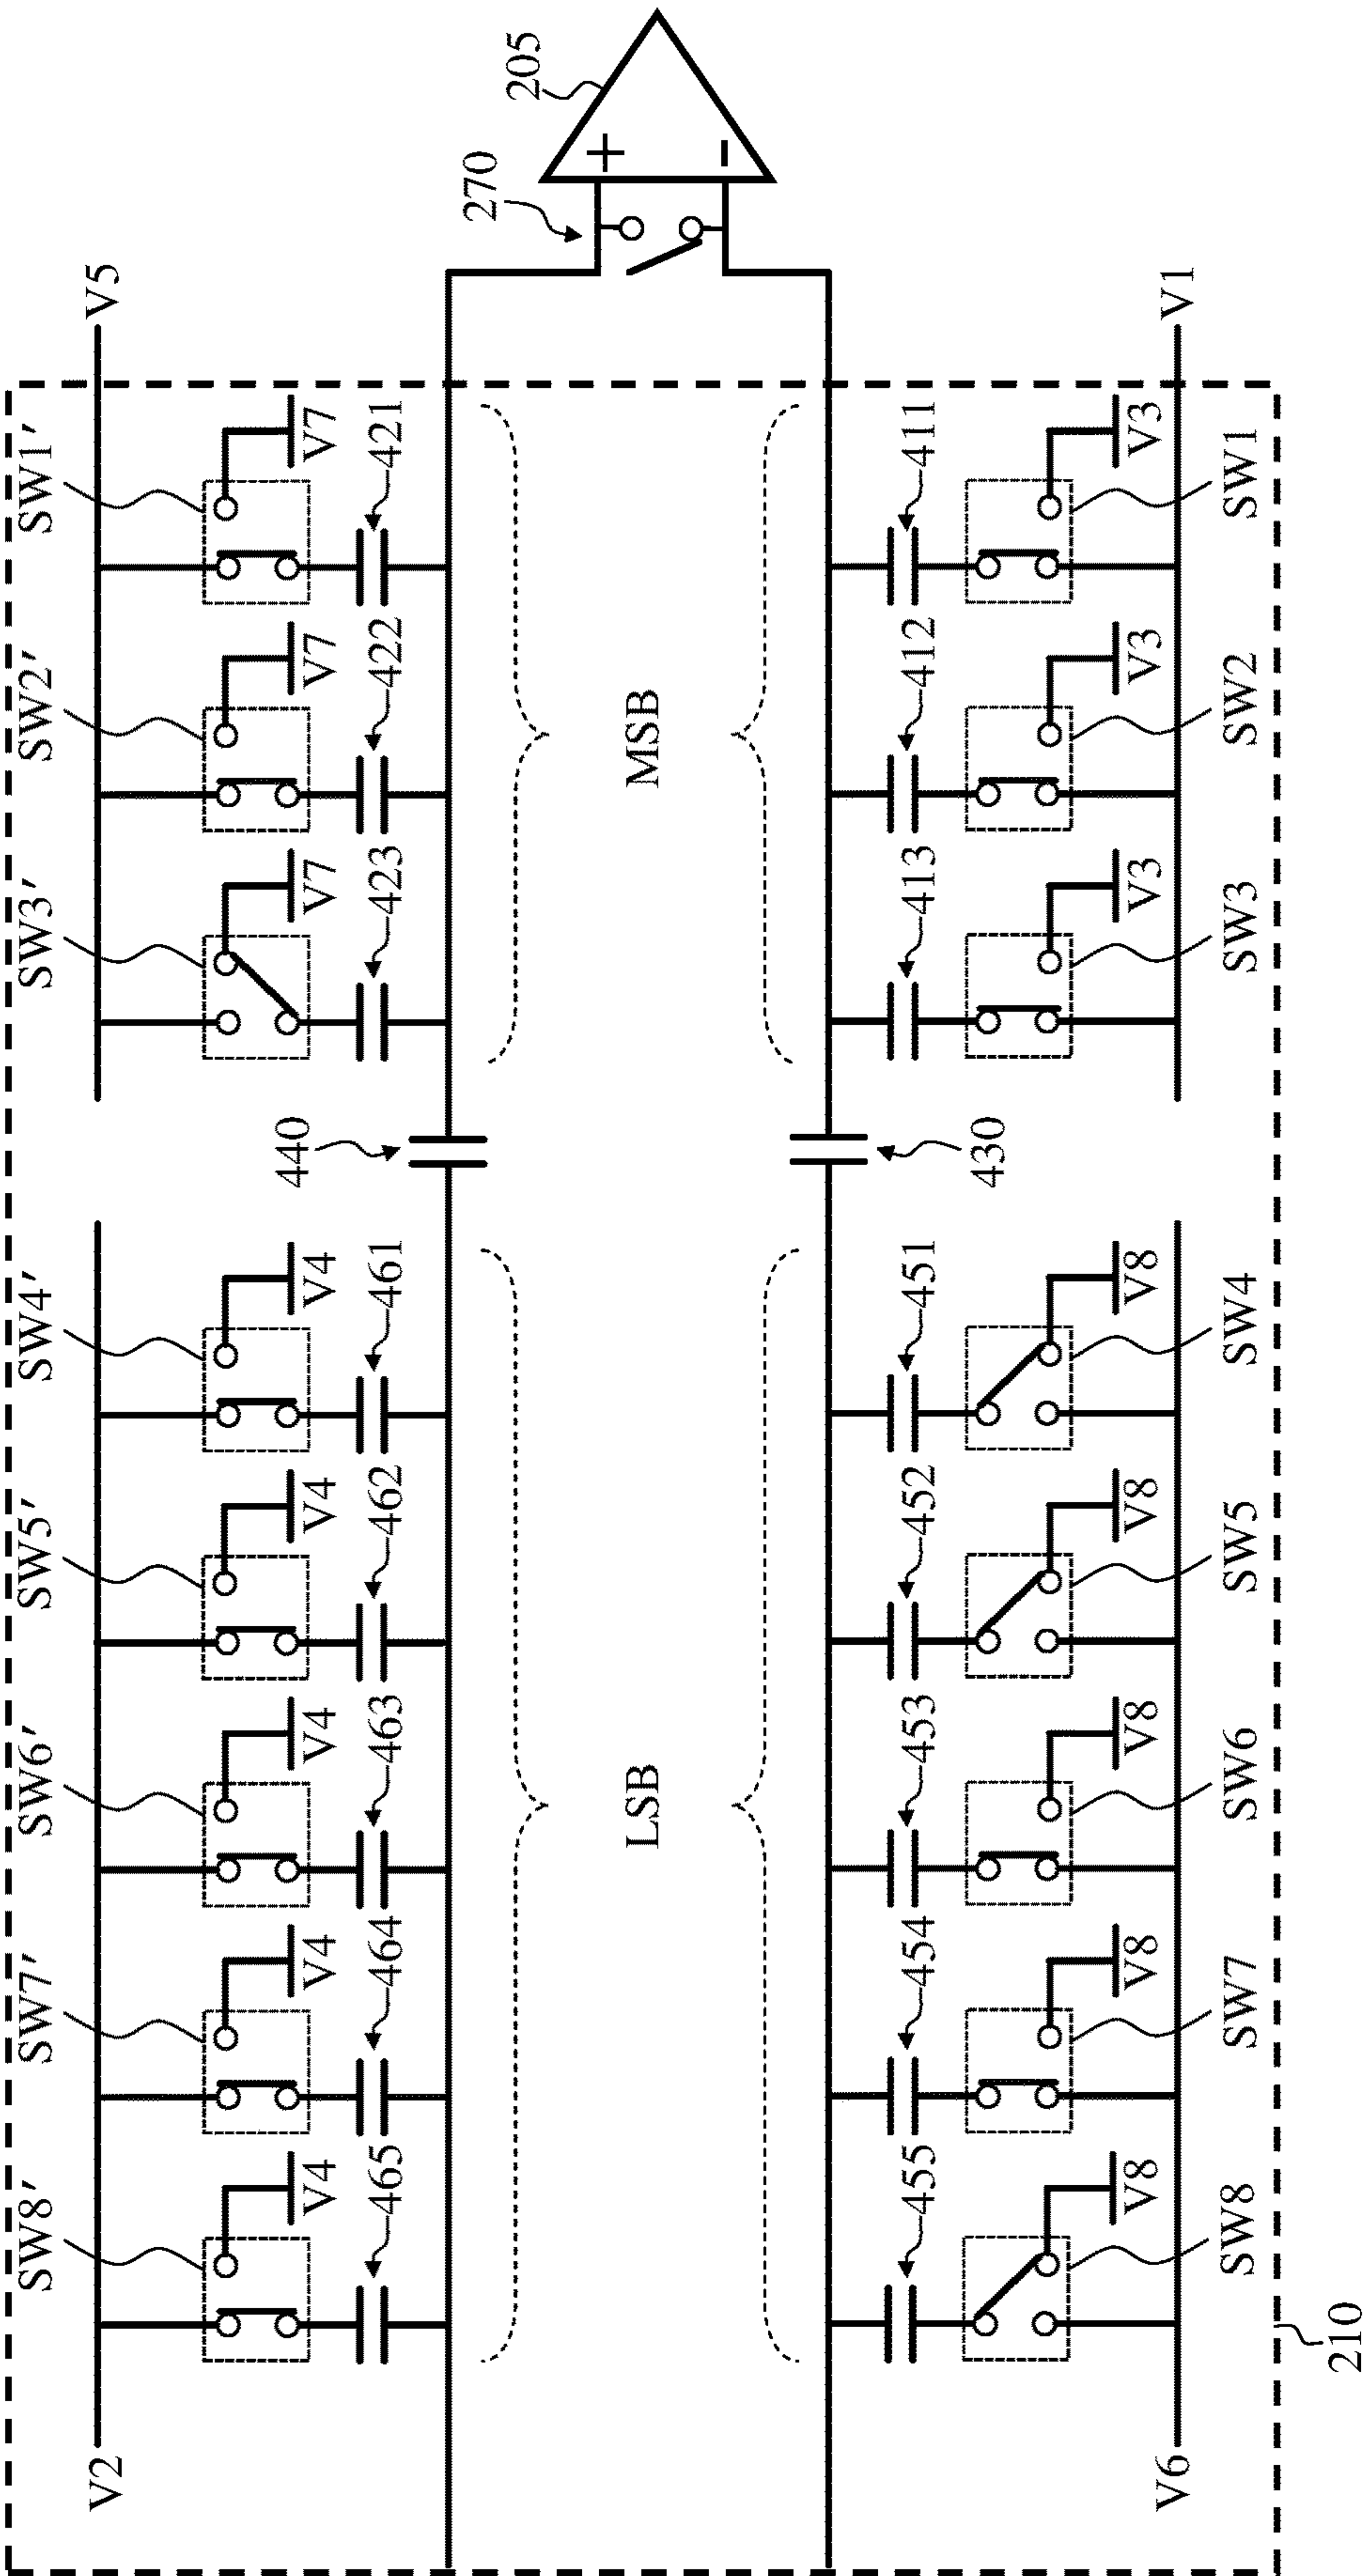 205
270
V5
V1
SW1′
SW2′
SW3′
V7
V7
V7
421
422
423
MSB
411
412
413
V3
V3
V3
SW1
SW2
SW3
440
430
SW4′
SW5′
SW6′
SW7′
SW8′
V4
V4
V4
V4
V4
461
462
463
464
465
LSB
451
452
453
454
455
V8
V8
V8
V8
V8
SW4
SW5
SW6
SW7
SW8
V2
V6
210
+
-